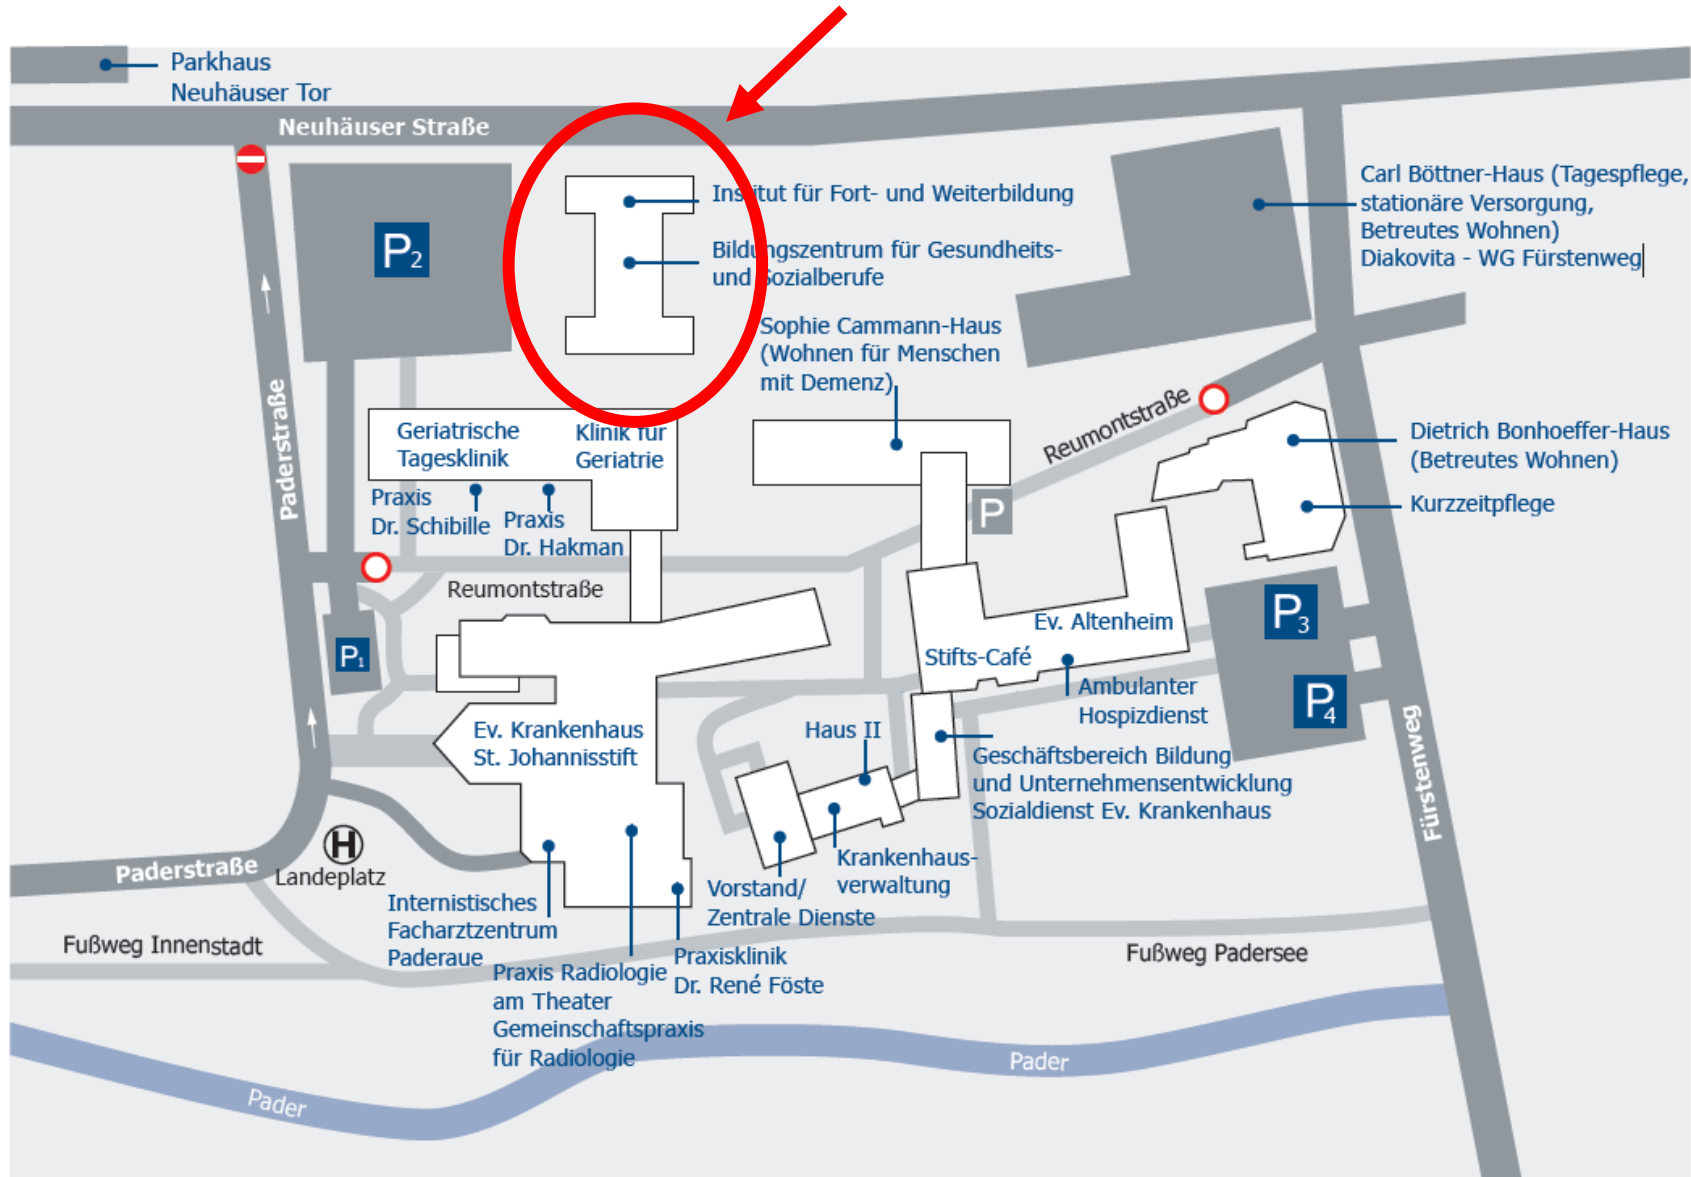 Parkhaus
Neuhäuser Tor
Neuhäuser Straße
Institut für Fort- und Weiterbildung
Bildungszentrum für Gesundheits-
und Sozialberufe
Carl Böttner-Haus (Tagespflege,
stationäre Versorgung,
Betreutes Wohnen)
Diakovita - WG Fürstenweg
P2
Sophie Cammann-Haus
(Wohnen für Menschen
mit Demenz)
Paderstraße
Reumontstraße
Geriatrische
Tagesklinik
Klinik für
Geriatrie
Dietrich Bonhoeffer-Haus
(Betreutes Wohnen)
Kurzzeitpflege
Praxis
Dr. Schibille
Praxis
Dr. Hakman
P
Reumontstraße
P1
P3
P4
Ev. Altenheim
Stifts-Café
Ambulanter
Hospizdienst
Ev. Krankenhaus
St. Johannisstift
Haus II
Geschäftsbereich Bildung
und Unternehmensentwicklung
Sozialdienst Ev. Krankenhaus
Fürstenweg
H
Landeplatz
Paderstraße
Krankenhaus-
verwaltung
Vorstand/
Zentrale Dienste
Internistisches
Facharztzentrum
Paderaue
Fußweg Innenstadt
Praxis Radiologie
am Theater
Gemeinschaftspraxis
für Radiologie
Praxisklinik
Dr. René Föste
Fußweg Padersee
Pader
Pader